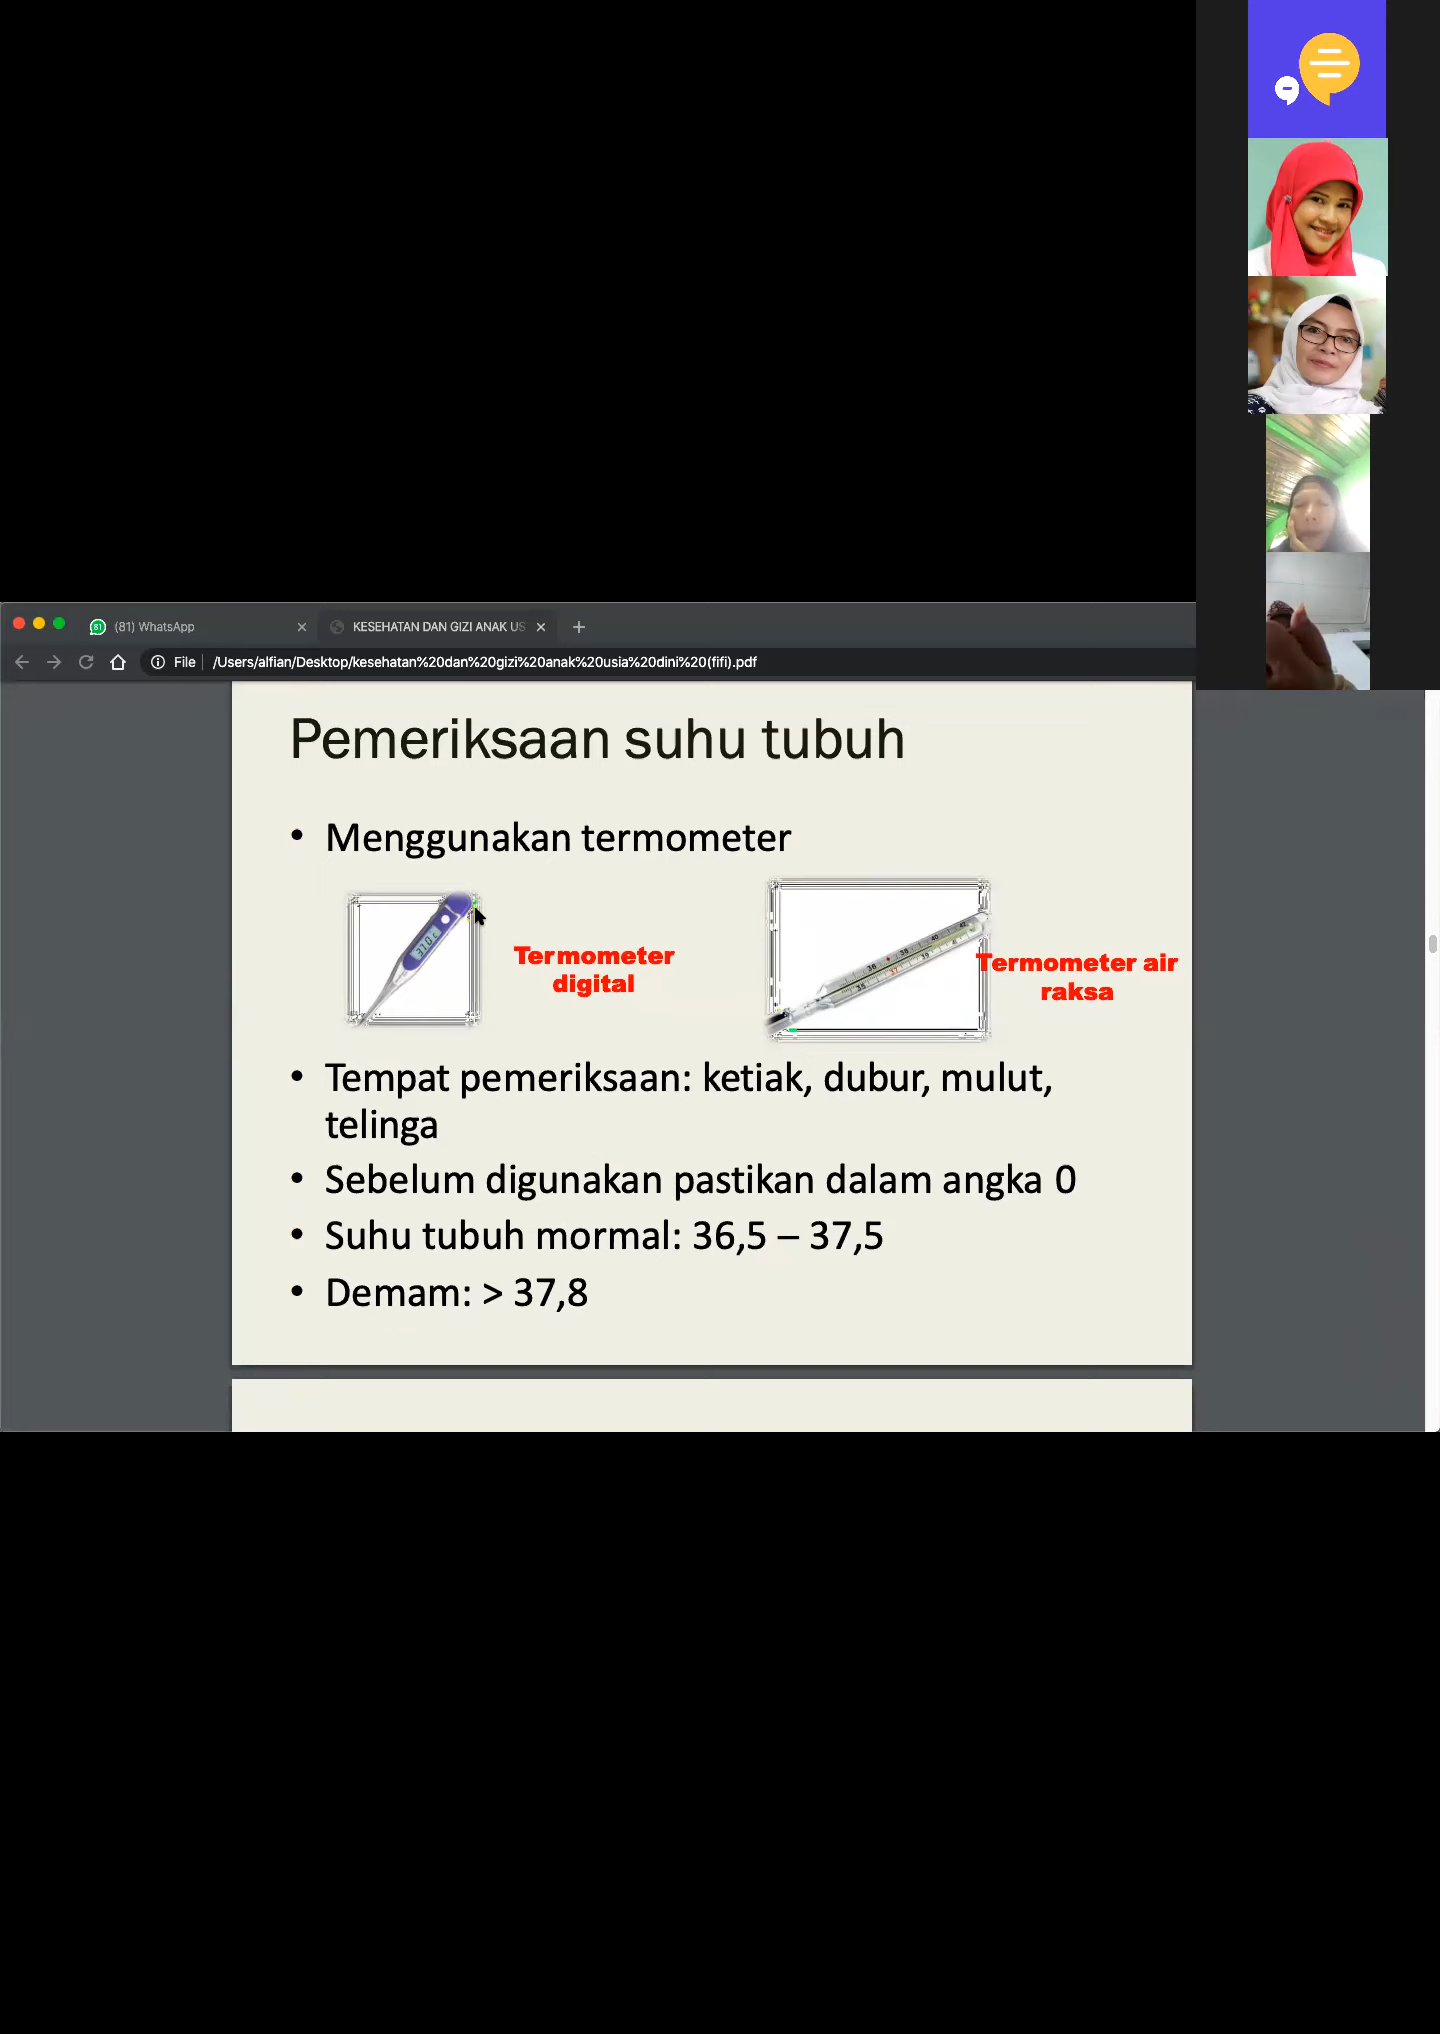 (81) WhatsApp
KESEHATAN DAN GIZI ANAK US
File
/Users/alfian/Desktop/kesehatan%20dan%20gizi%20anak%20usia%20dini%20(fifi).pdf
Pemeriksaan suhu tubuh
• Menggunakan termometer
Termometer
digital
Termometer air
raksa
• Tempat pemeriksaan: ketiak, dubur, mulut,
telinga
• Sebelum digunakan pastikan dalam angka 0
• Suhu tubuh mormal: 36,5 – 37,5
• Demam: > 37,8